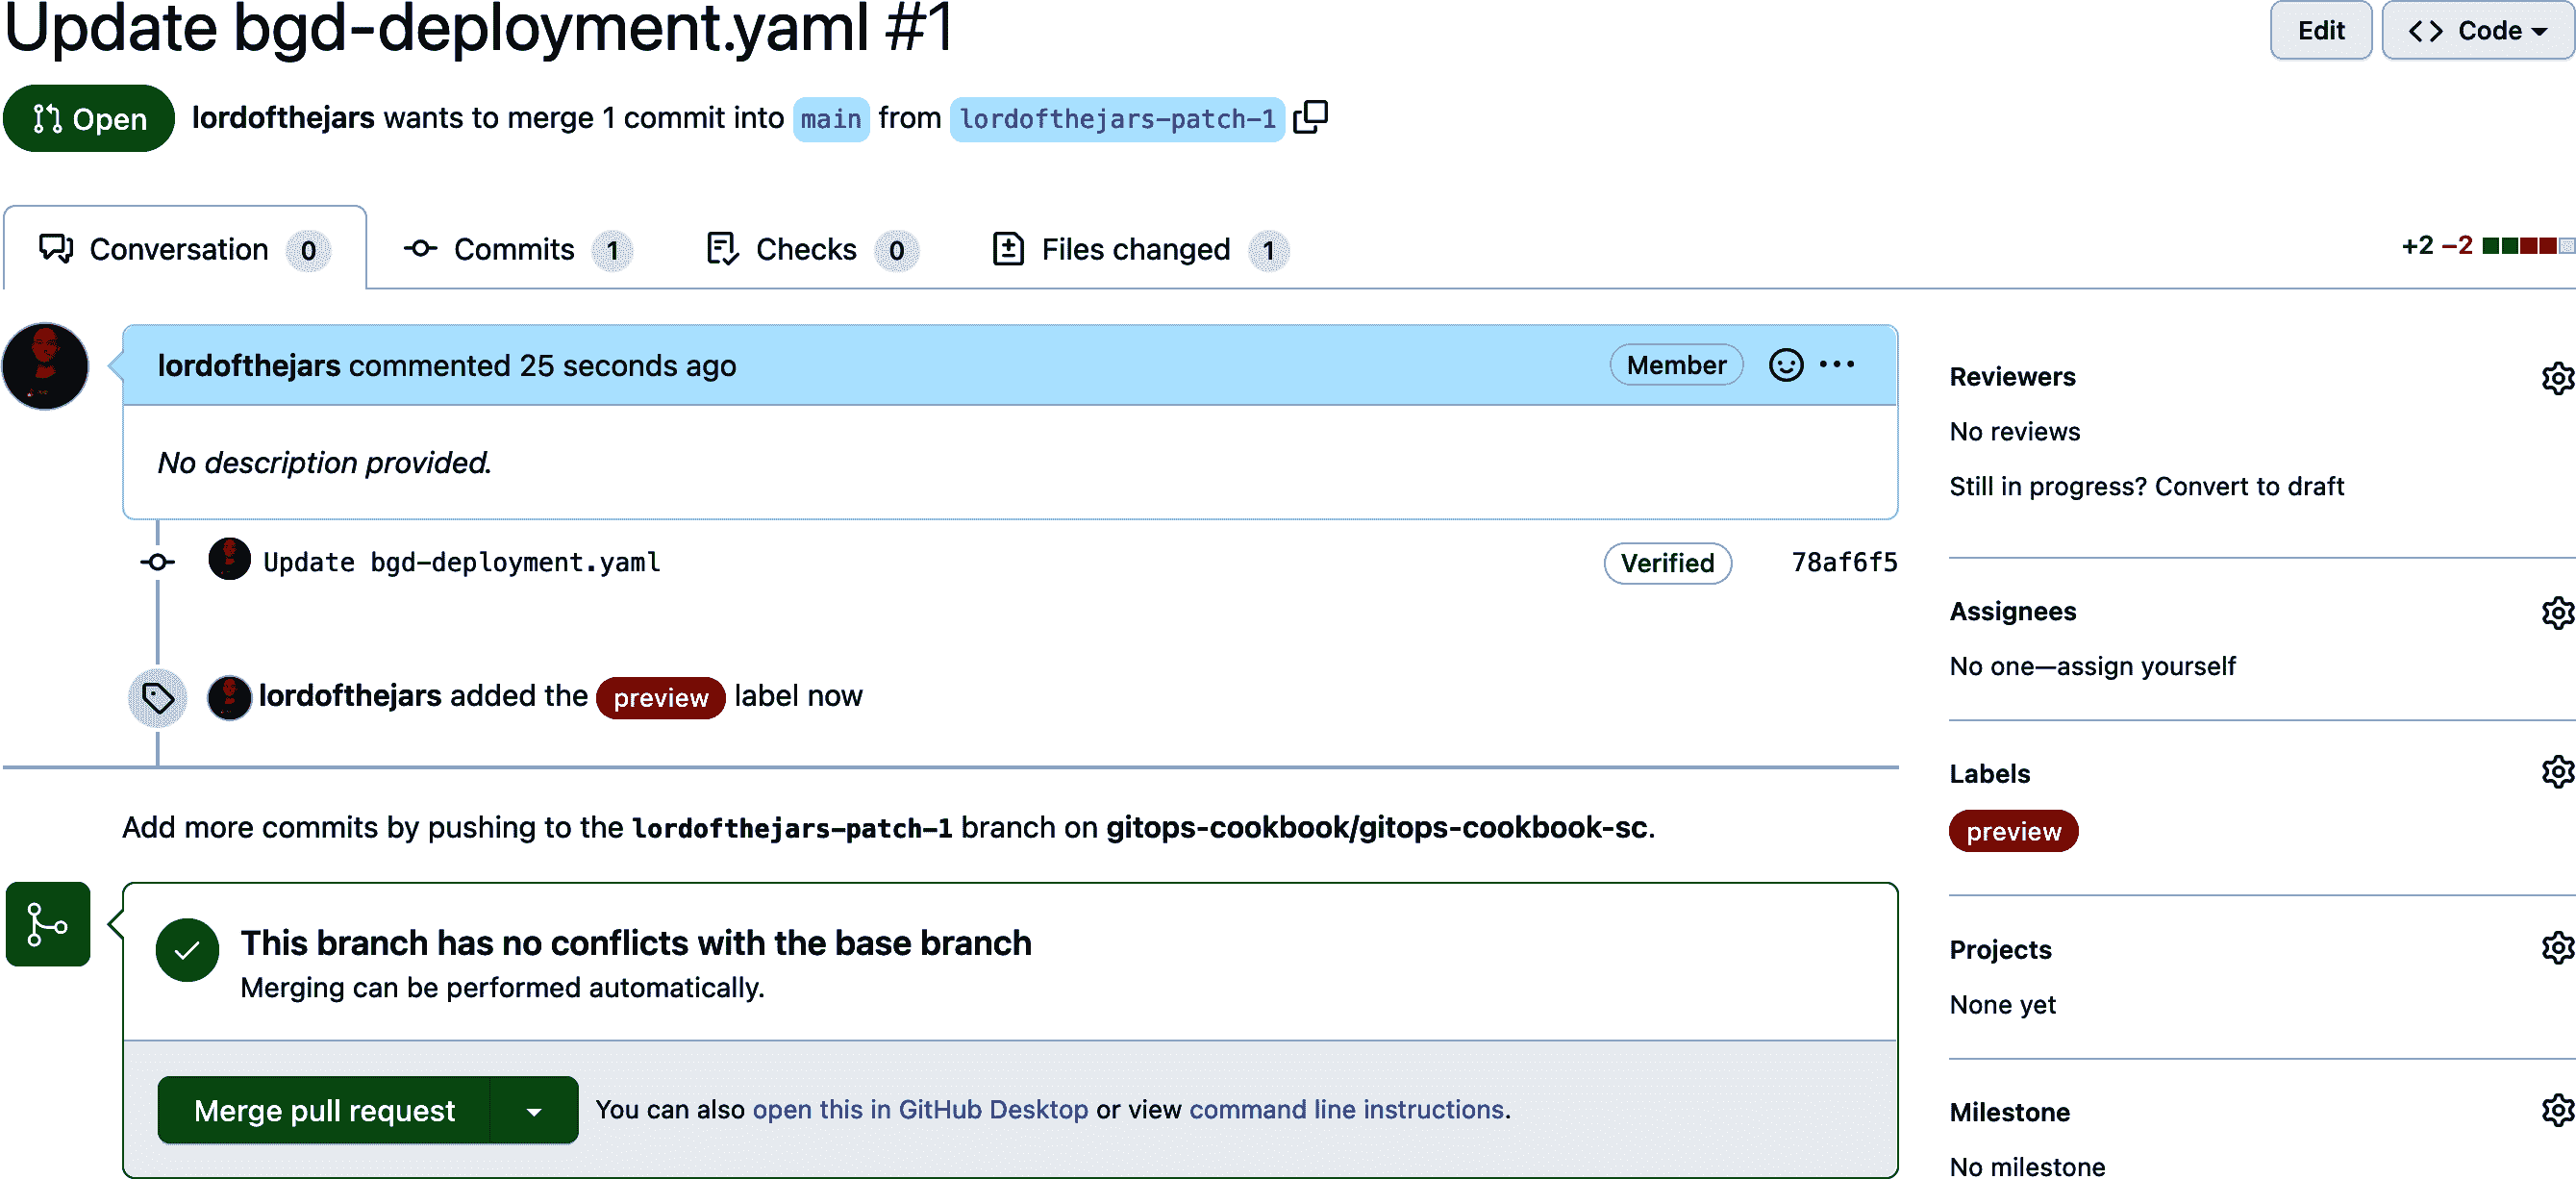 Update bgd-deployment.yaml #1
Edit
<> Code
Open
lordofthejars wants to merge 1 commit into main from lordofthejars-patch-1
Conversation 0
Commits 1
Checks 0
Files changed 1
+2 −2
lordofthejars commented 25 seconds ago
Member
No description provided.
Update bgd-deployment.yaml
Verified
78af6f5
lordofthejars added the preview label now
Add more commits by pushing to the lordofthejars-patch-1 branch on gitops-cookbook/gitops-cookbook-sc.
This branch has no conflicts with the base branch
Merging can be performed automatically.
Merge pull request
You can also open this in GitHub Desktop or view command line instructions.
Reviewers
No reviews
Still in progress? Convert to draft
Assignees
No one—assign yourself
Labels
preview
Projects
None yet
Milestone
No milestone